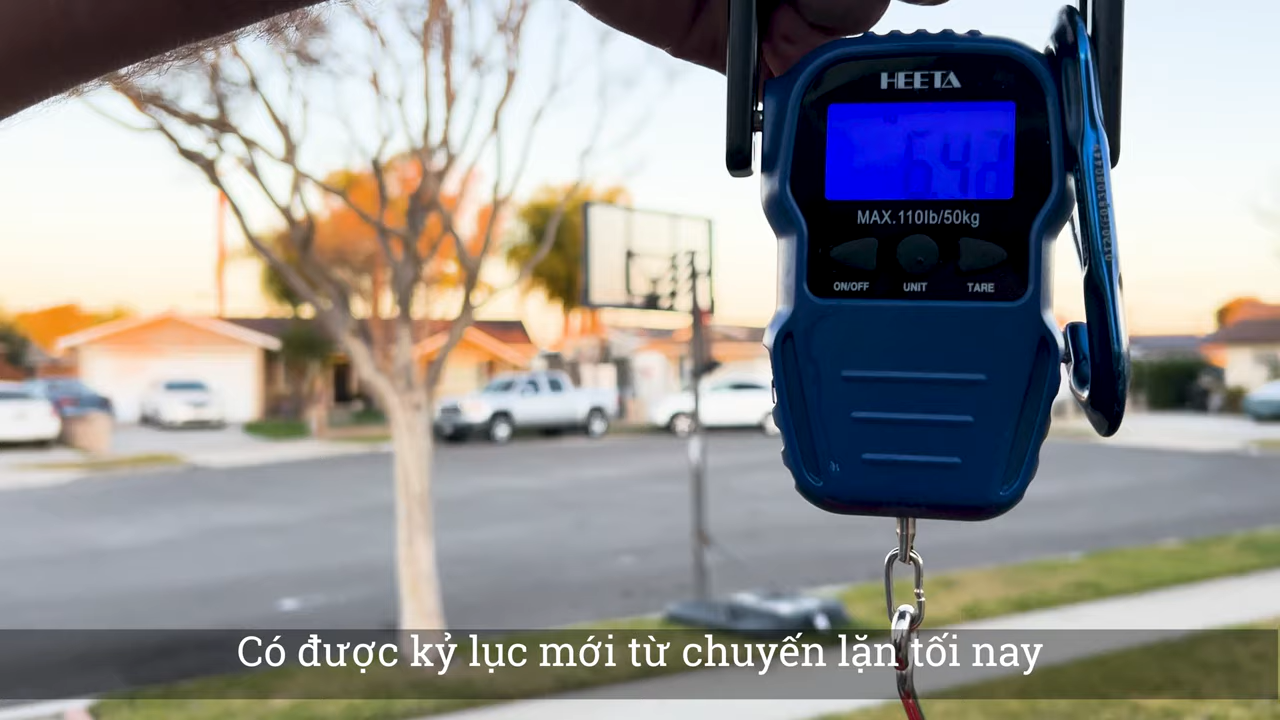 HEETA
MAX.110lb/50kg
ON/OFF UNIT TARE
Có được kỷ lục mới từ chuyến lặn tối nay